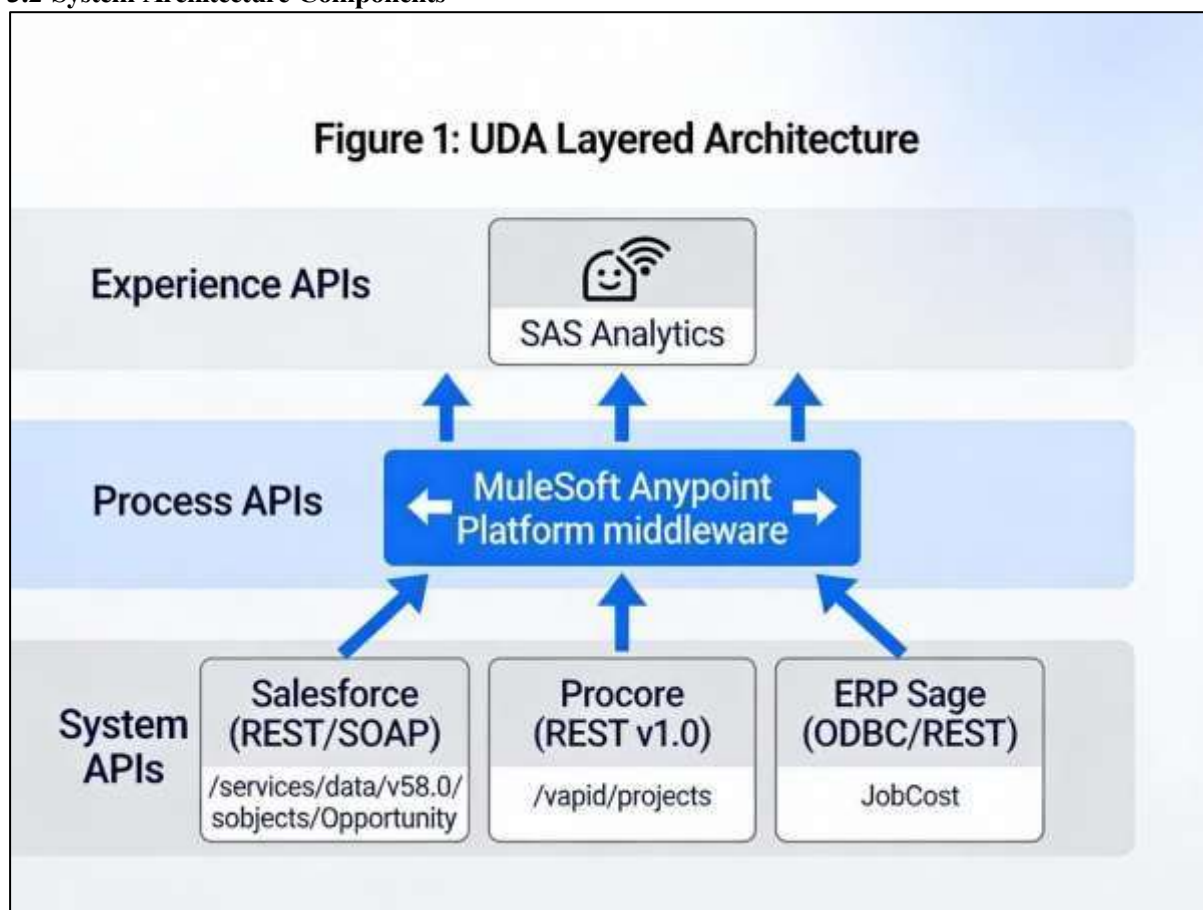 3.2 System Architecture Components
Figure 1: UDA Layered Architecture
Experience APIs
SAS Analytics
Process APIs
MuleSoft Anypoint
Platform middleware
System
APIs
Salesforce
(REST/SOAP)
/services/data/v58.0/
sobjects/Opportunity
Procore
(REST v1.0)
/vapid/projects
ERP Sage
(ODBC/REST)
JobCost